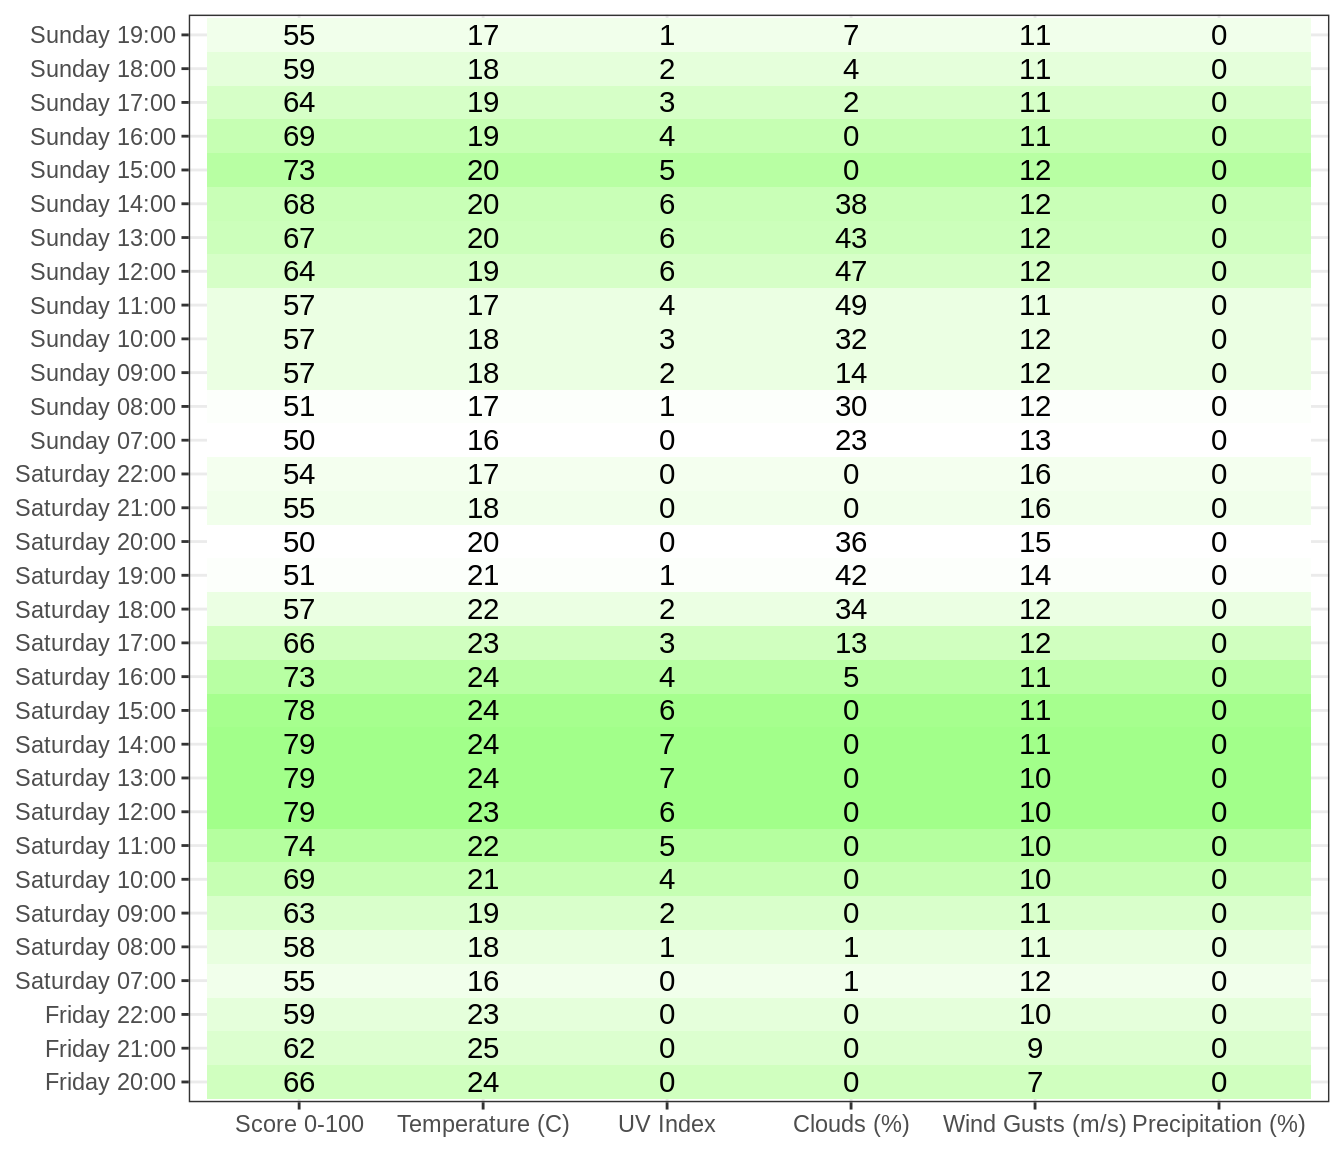 Sunday 19:00 55 17 1 7 11 0
Sunday 18:00 59 18 2 4 11 0
Sunday 17:00 64 19 3 2 11 0
Sunday 16:00 69 19 4 0 11 0
Sunday 15:00 73 20 5 0 12 0
Sunday 14:00 68 20 6 38 12 0
Sunday 13:00 67 20 6 43 12 0
Sunday 12:00 64 19 6 47 12 0
Sunday 11:00 57 17 4 49 11 0
Sunday 10:00 57 18 3 32 12 0
Sunday 09:00 57 18 2 14 12 0
Sunday 08:00 51 17 1 30 12 0
Sunday 07:00 50 16 0 23 13 0
Saturday 22:00 54 17 0 0 16 0
Saturday 21:00 55 18 0 0 16 0
Saturday 20:00 50 20 0 36 15 0
Saturday 19:00 51 21 1 42 14 0
Saturday 18:00 57 22 2 34 12 0
Saturday 17:00 66 23 3 13 12 0
Saturday 16:00 73 24 4 5 11 0
Saturday 15:00 78 24 6 0 11 0
Saturday 14:00 79 24 7 0 11 0
Saturday 13:00 79 24 7 0 10 0
Saturday 12:00 79 23 6 0 10 0
Saturday 11:00 74 22 5 0 10 0
Saturday 10:00 69 21 4 0 10 0
Saturday 09:00 63 19 2 0 11 0
Saturday 08:00 58 18 1 1 11 0
Saturday 07:00 55 16 0 1 12 0
Friday 22:00 59 23 0 0 10 0
Friday 21:00 62 25 0 0 9 0
Friday 20:00 66 24 0 0 7 0
Score 0-100 Temperature (C) UV Index Clouds (%) Wind Gusts (m/s) Precipitation (%)